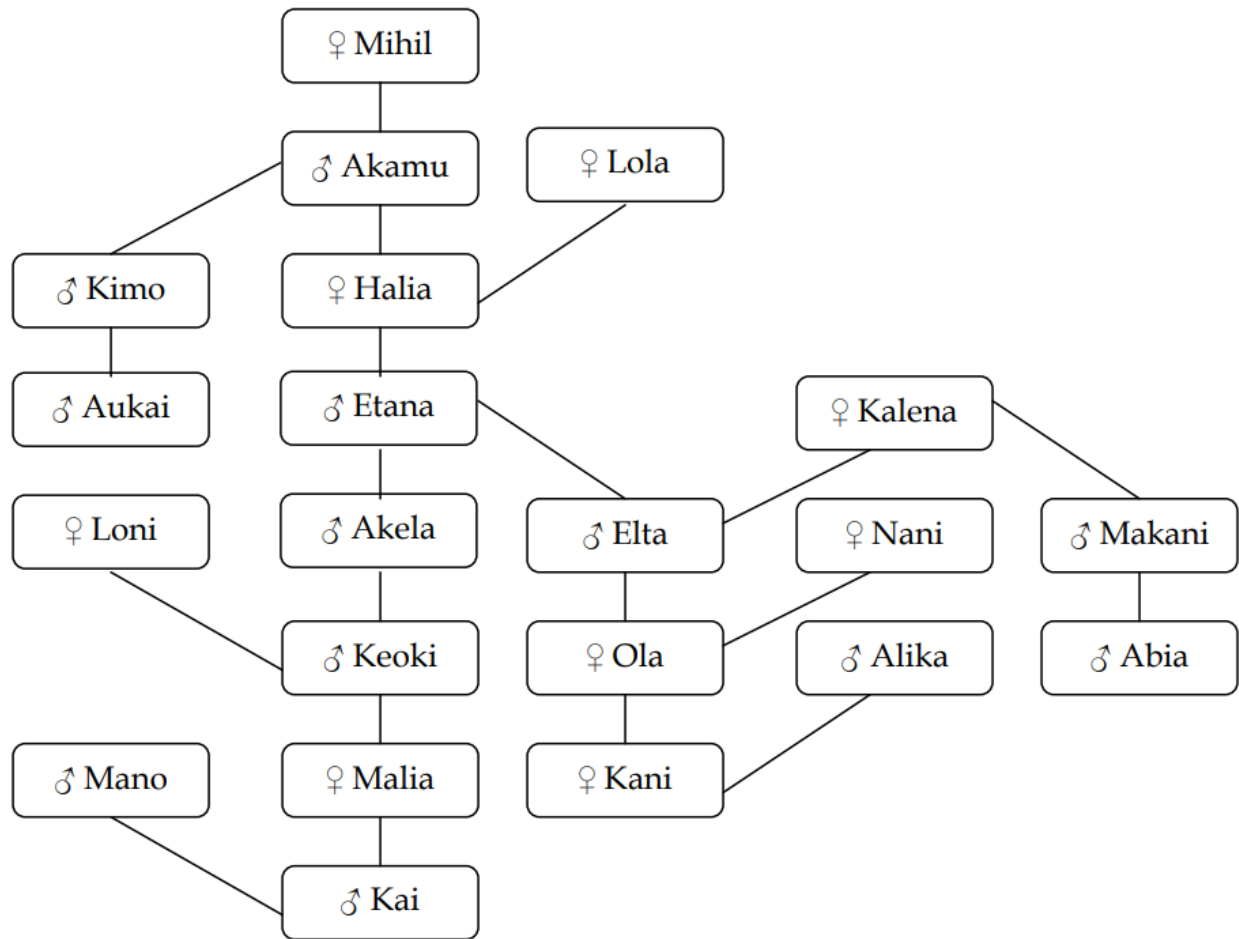 ♀ Mihil
♂ Akamu
♀ Lola
♂ Kimo
♀ Halia
♂ Aukai
♂ Etana
♀ Kalena
♀ Loni
♂ Akela
♂ Elta
♀ Nani
♂ Makani
♂ Keoki
♀ Ola
♂ Alika
♂ Abia
♂ Mano
♀ Malia
♀ Kani
♂ Kai